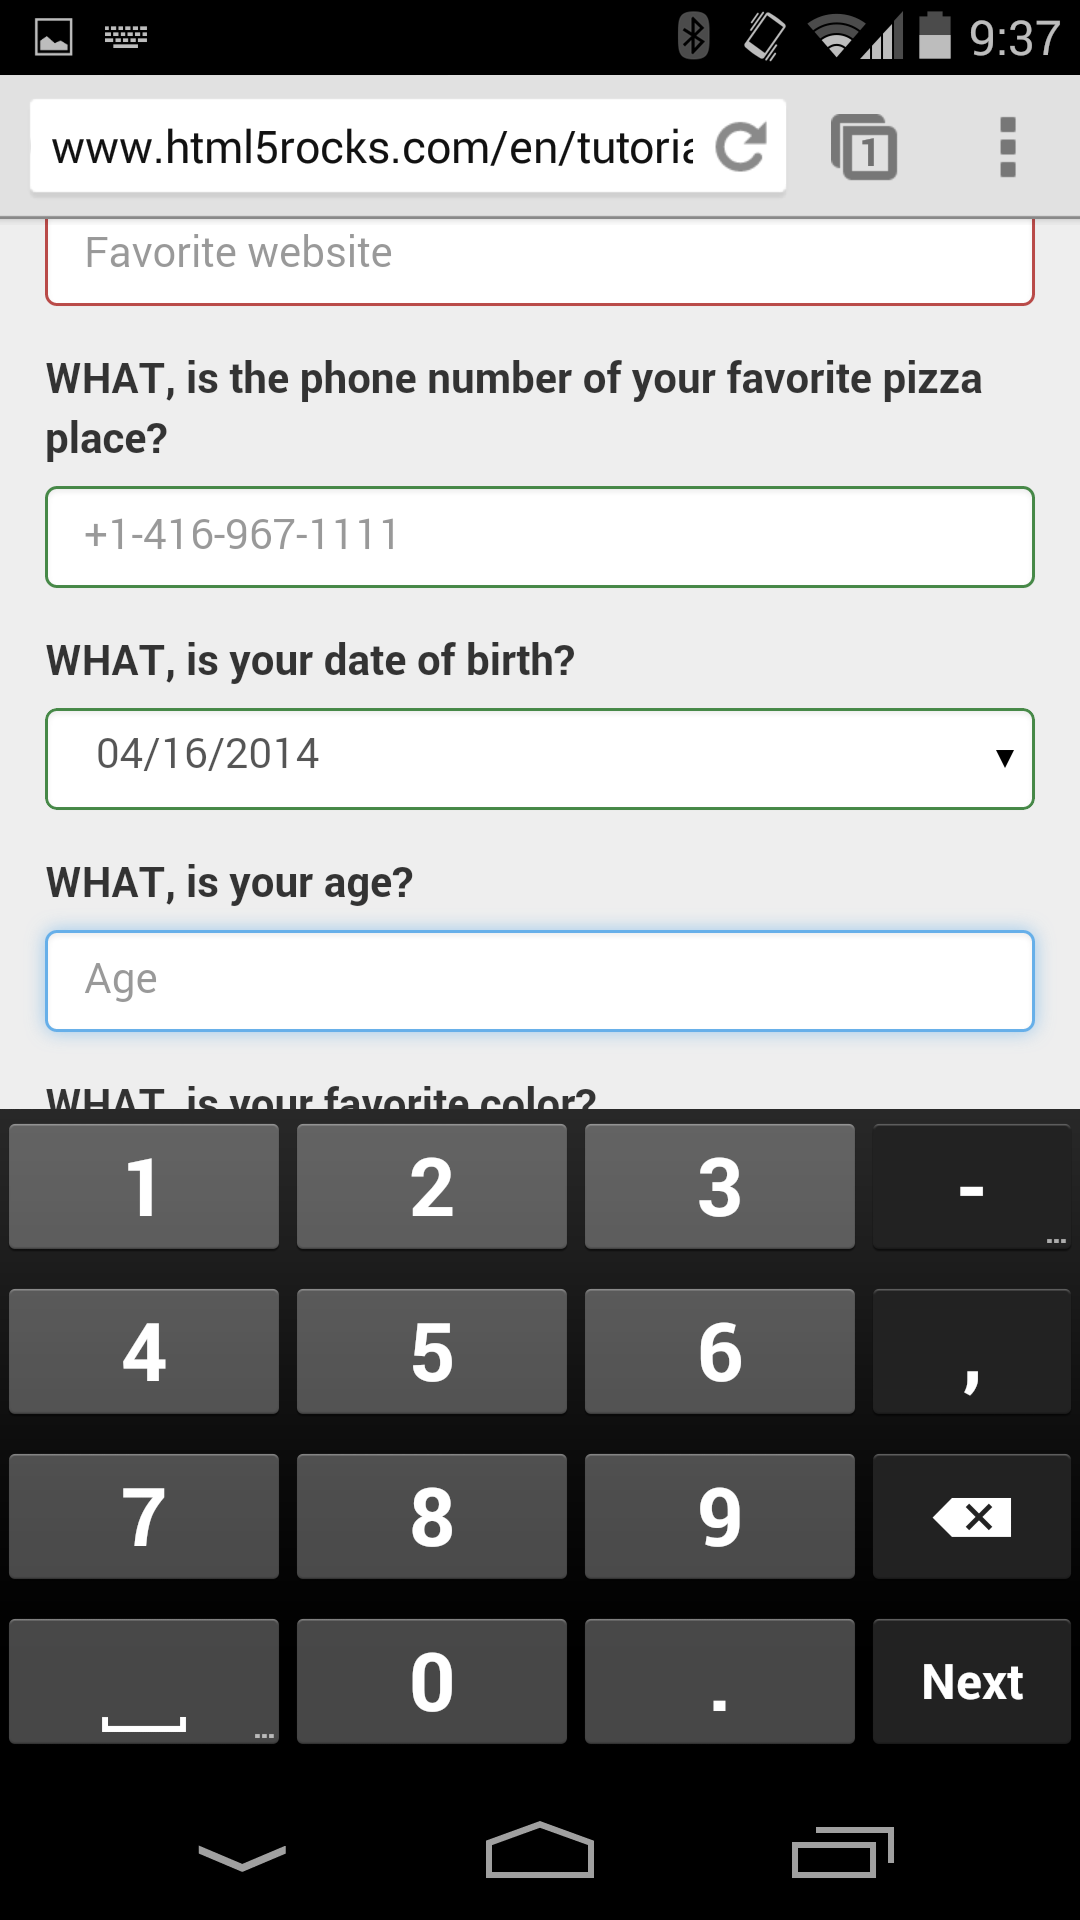 9:37
www.html5rocks.com/en/tutoria
1
Favorite website
WHAT, is the phone number of your favorite pizza
place?
+1-416-967-1111
WHAT, is your date of birth?
04/16/2014
WHAT, is your age?
Age
WHAT, is your favorite color?
1 2 3 -
4 5 6 ,
7 8 9
0 . Next